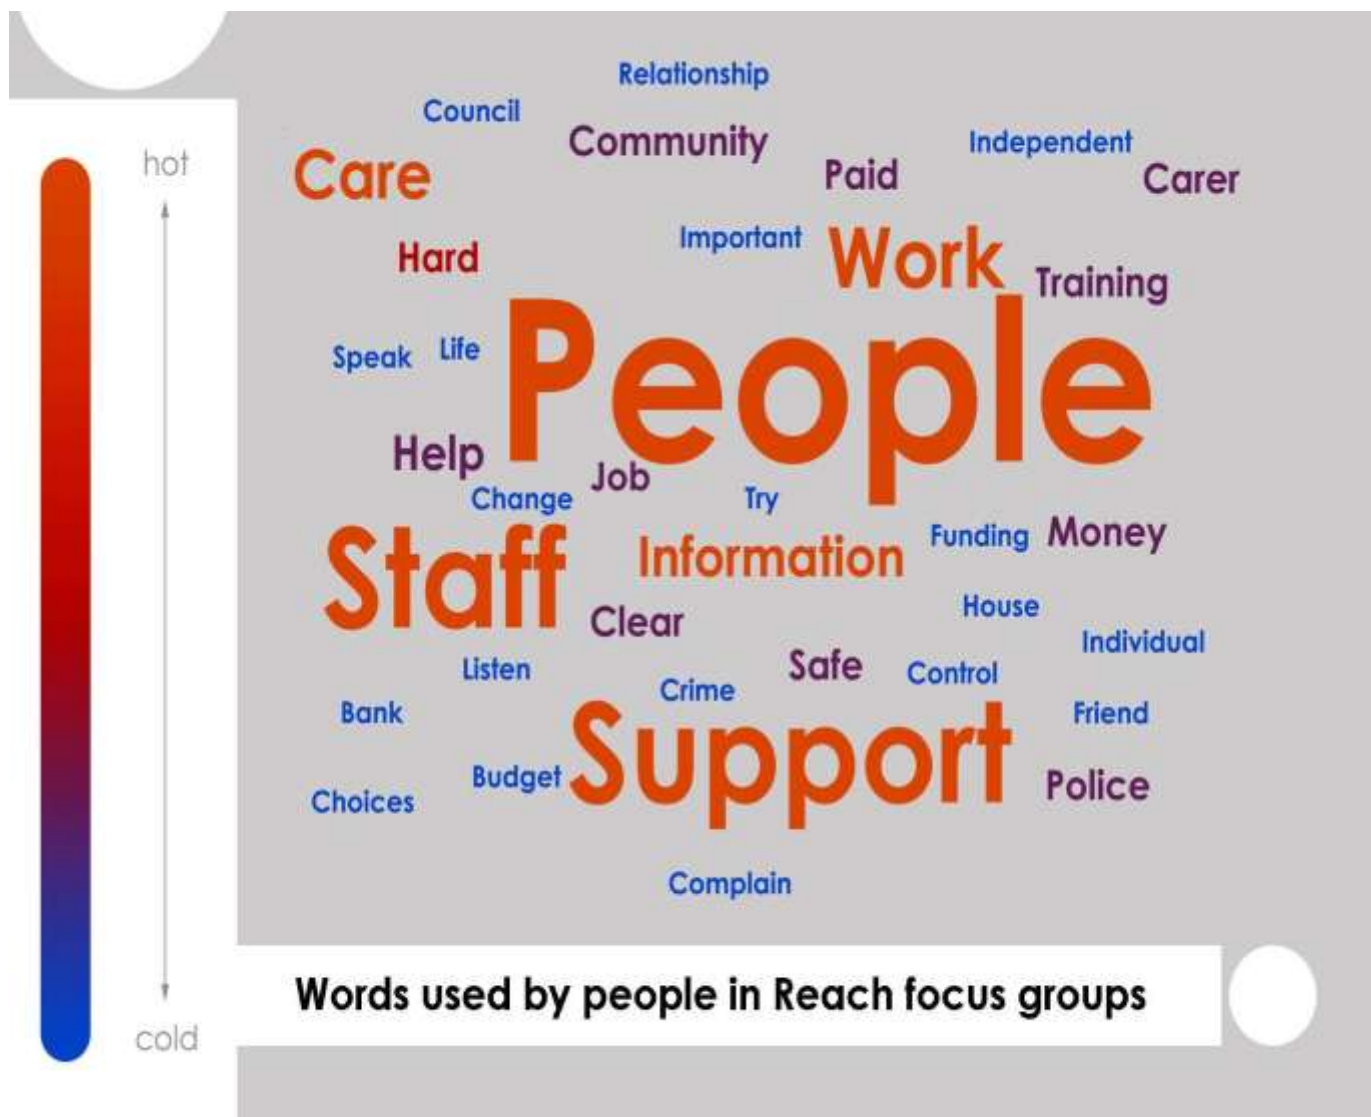 Relationship
Council
Community
Independent
hot
Care
Paid
Carer
Important
Hard
Work
Training
Speak
Life
People
Help
Job
Change
Try
Staff
Information
Funding
Money
Clear
House
Individual
Listen
Safe
Control
Crime
Bank
Support
Friend
Budget
Police
Choices
Complain
Words used by people in Reach focus groups
cold